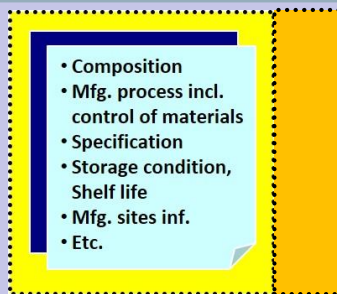 • Composition
• Mfg. process incl.
control of materials
• Specification
• Storage condition,
Shelf life
• Mfg. sites inf.
• Etc.